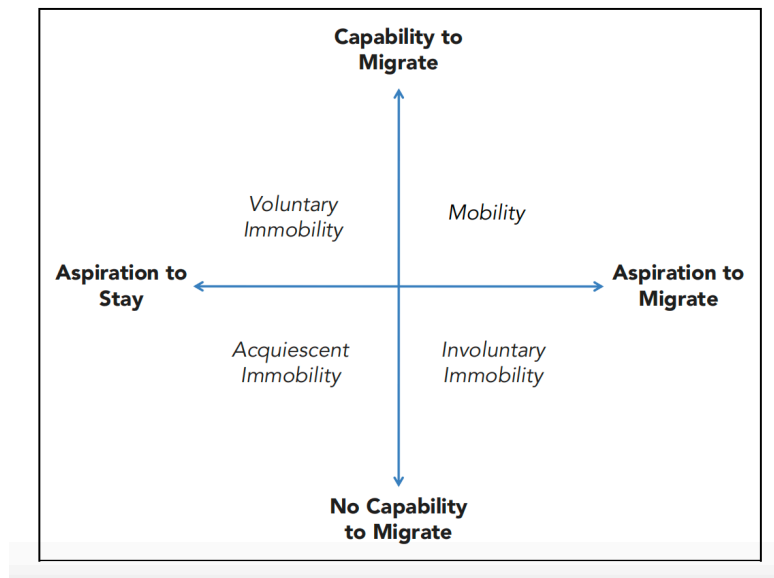 Capability to
Migrate
Voluntary
Immobility
Mobility
Aspiration to
Stay
Aspiration to
Migrate
Acquiescent
Immobility
Involuntary
Immobility
No Capability
to Migrate